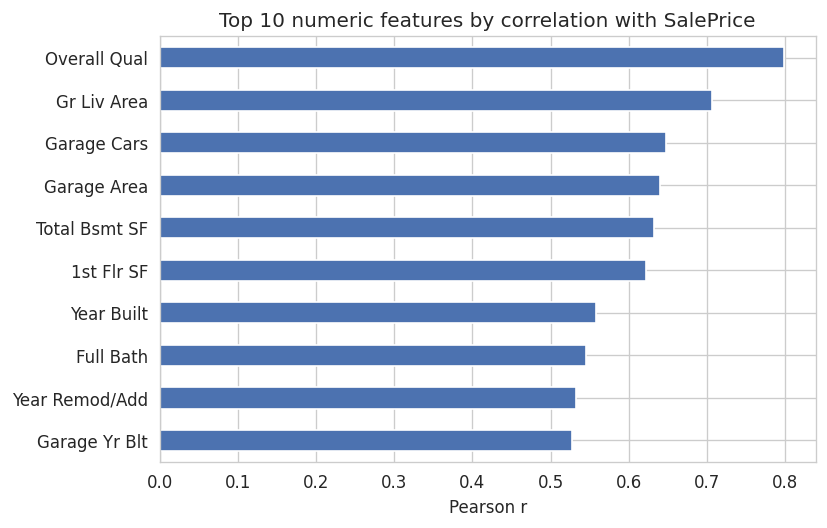 Top 10 numeric features by correlation with SalePrice
Overall Qual
Gr Liv Area
Garage Cars
Garage Area
Total Bsmt SF
1st Flr SF
Year Built
Full Bath
Year Remod/Add
Garage Yr Blt
0.0 0.1 0.2 0.3 0.4 0.5 0.6 0.7 0.8
Pearson r